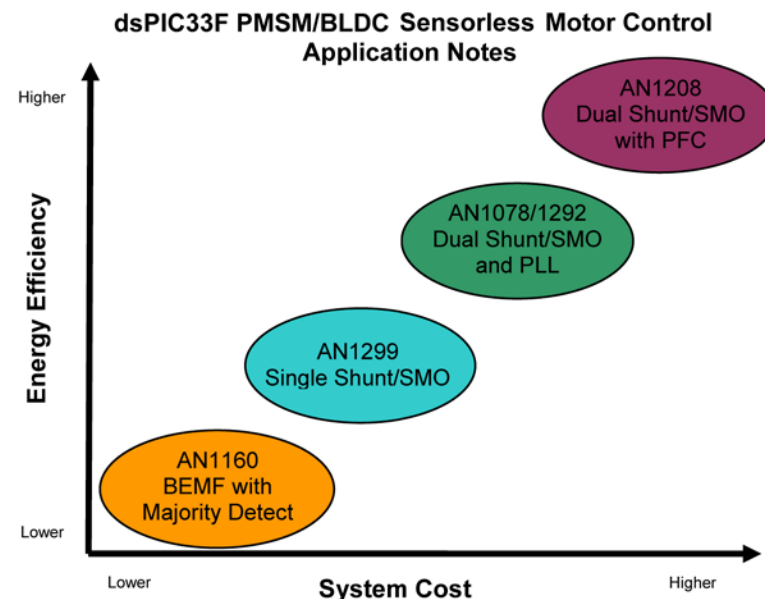 dsPIC33F PMSM/BLDC Sensorless Motor Control
Application Notes
Higher
AN1208
Dual Shunt/SMO
with PFC
AN1078/1292
Dual Shunt/SMO
and PLL
Energy Efficiency
AN1299
Single Shunt/SMO
AN1160
BEMF with
Majority Detect
Lower
Lower
System Cost
Higher